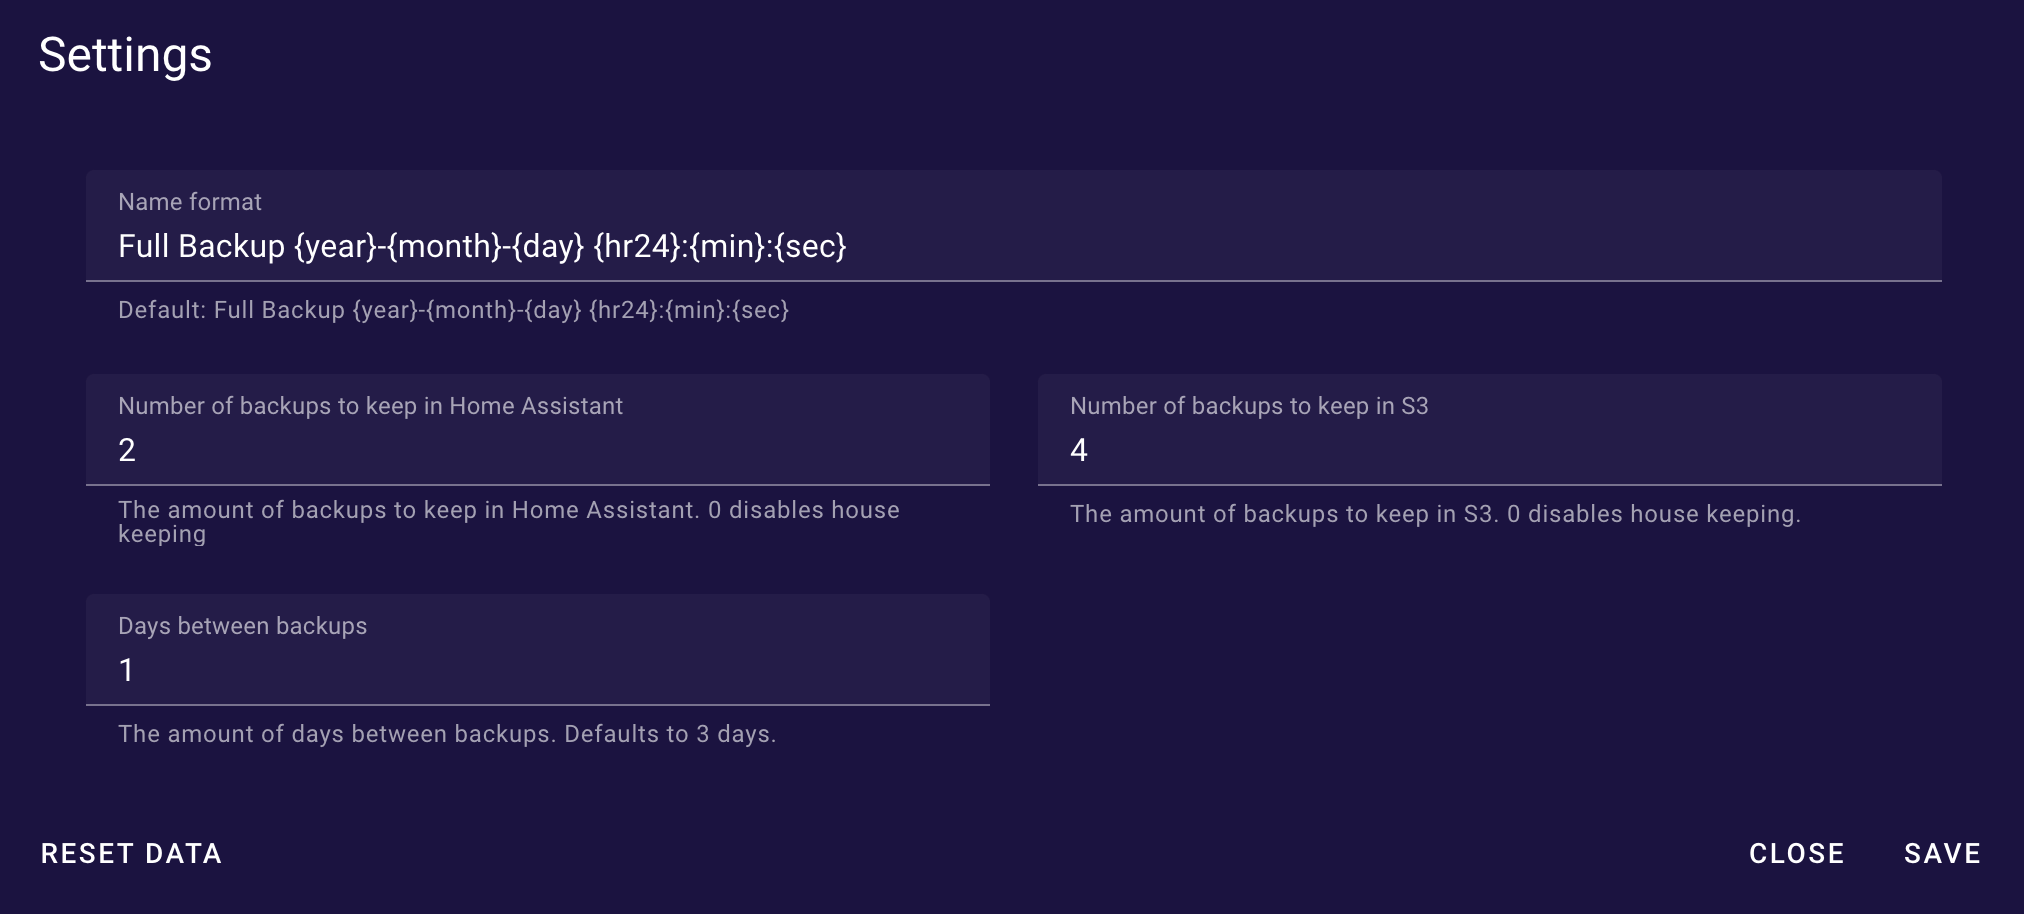 Settings
Name format
Full Backup {year}-{month}-{day} {hr24}:{min}:{sec}
Default: Full Backup {year}-{month}-{day} {hr24}:{min}:{sec}
Number of backups to keep in Home Assistant
2
The amount of backups to keep in Home Assistant. 0 disables house
keeping
Number of backups to keep in S3
4
The amount of backups to keep in S3. 0 disables house keeping.
Days between backups
1
The amount of days between backups. Defaults to 3 days.
RESET DATA
CLOSE
SAVE